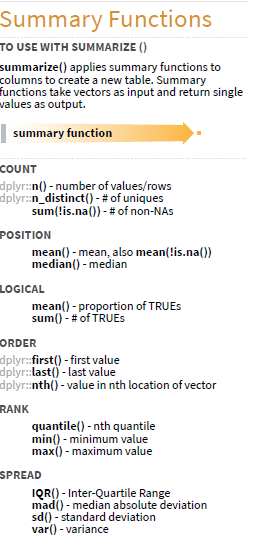 Summary Functions
TO USE WITH SUMMARIZE ()
summarize() applies summary functions to
columns to create a new table. Summary
functions take vectors as input and return single
values as output.
summary function
COUNT
dplyr::n() - number of values/rows
dplyr::n_distinct() - # of uniques
sum(!is.na()) - # of non-NAs
POSITION
mean() - mean, also mean(!is.na())
median() - median
LOGICAL
mean() - proportion of TRUEs
sum() - # of TRUEs
ORDER
dplyr::first() - first value
dplyr::last() - last value
dplyr::nth() - value in nth location of vector
RANK
quantile() - nth quantile
min() - minimum value
max() - maximum value
SPREAD
IQR() - Inter-Quartile Range
mad() - median absolute deviation
sd() - standard deviation
var() - variance